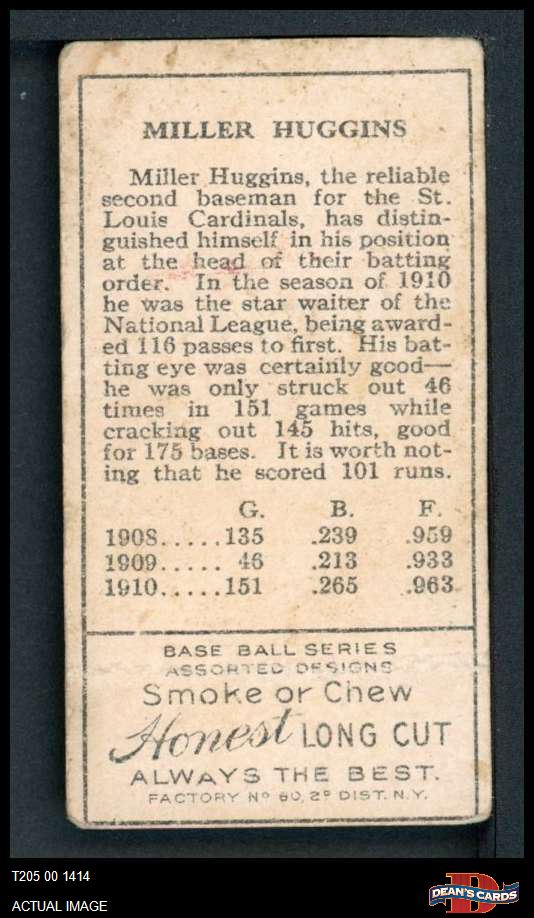 MILLER HUGGINS
Miller Huggins, the reliable
second baseman for the St.
Louis Cardinals, has distin-
guished himself in his position
at the head of their batting
order. In the season of 1910
he was the star waiter of the
National League, being award-
ed 116 passes to first. His bat-
ting eye was certainly good—
he was only struck out 46
times in 151 games while
cracking out 145 hits, good
for 175 bases. It is worth not-
ing that he scored 101 runs.
G. B. F.
1908.....135 .239 .959
1909..... 46 .213 .933
1910.....151 .265 .963
BASE BALL SERIES
ASSORTED DESIGNS
Smoke or Chew
Honest LONG CUT
ALWAYS THE BEST.
FACTORY Nº 80, 2ᴰ DIST. N.Y.
T205 00 1414
ACTUAL IMAGE
DEAN'S CARDS